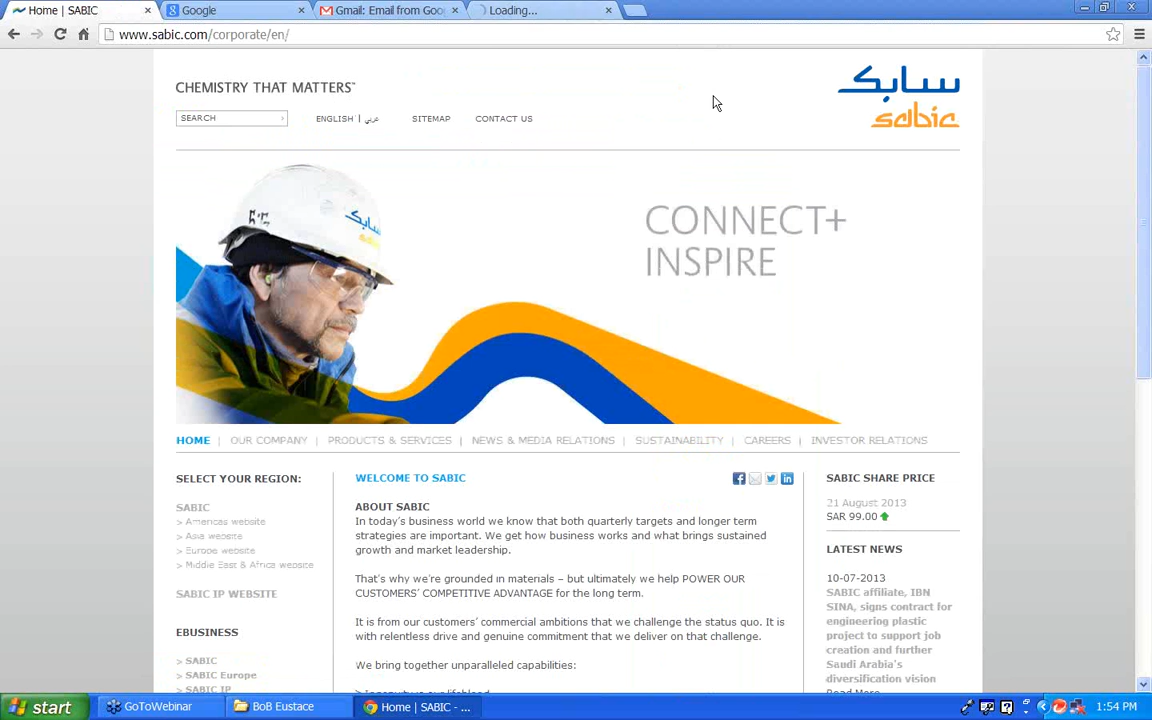 Home | SABIC
Google
Gmail: Email from Goo
Loading...
www.sabic.com/corporate/en/
CHEMISTRY THAT MATTERS™
سابك
sabic
SEARCH
ENGLISH | عربي
SITEMAP
CONTACT US
سابك
CONNECT+
INSPIRE
HOME | OUR COMPANY | PRODUCTS & SERVICES | NEWS & MEDIA RELATIONS | SUSTAINABILITY | CAREERS | INVESTOR RELATIONS
SELECT YOUR REGION:
SABIC
> Americas website
> Asia website
> Europe website
> Middle East & Africa website
SABIC IP WEBSITE
EBUSINESS
> SABIC
> SABIC Europe
> SABIC IP
WELCOME TO SABIC
ABOUT SABIC
In today's business world we know that both quarterly targets and longer term
strategies are important. We get how business works and what brings sustained
growth and market leadership.
That's why we're grounded in materials – but ultimately we help POWER OUR
CUSTOMERS' COMPETITIVE ADVANTAGE for the long term.
It is from our customers' commercial ambitions that we challenge the status quo. It is
with relentless drive and genuine commitment that we deliver on that challenge.
We bring together unparalleled capabilities:
SABIC SHARE PRICE
21 August 2013
SAR 99.00
LATEST NEWS
10-07-2013
SABIC affiliate, IBN
SINA, signs contract for
engineering plastic
project to support job
creation and further
Saudi Arabia's
diversification vision
Read More
start
GoToWebinar
BoB Eustace
Home | SABIC - ...
1:54 PM